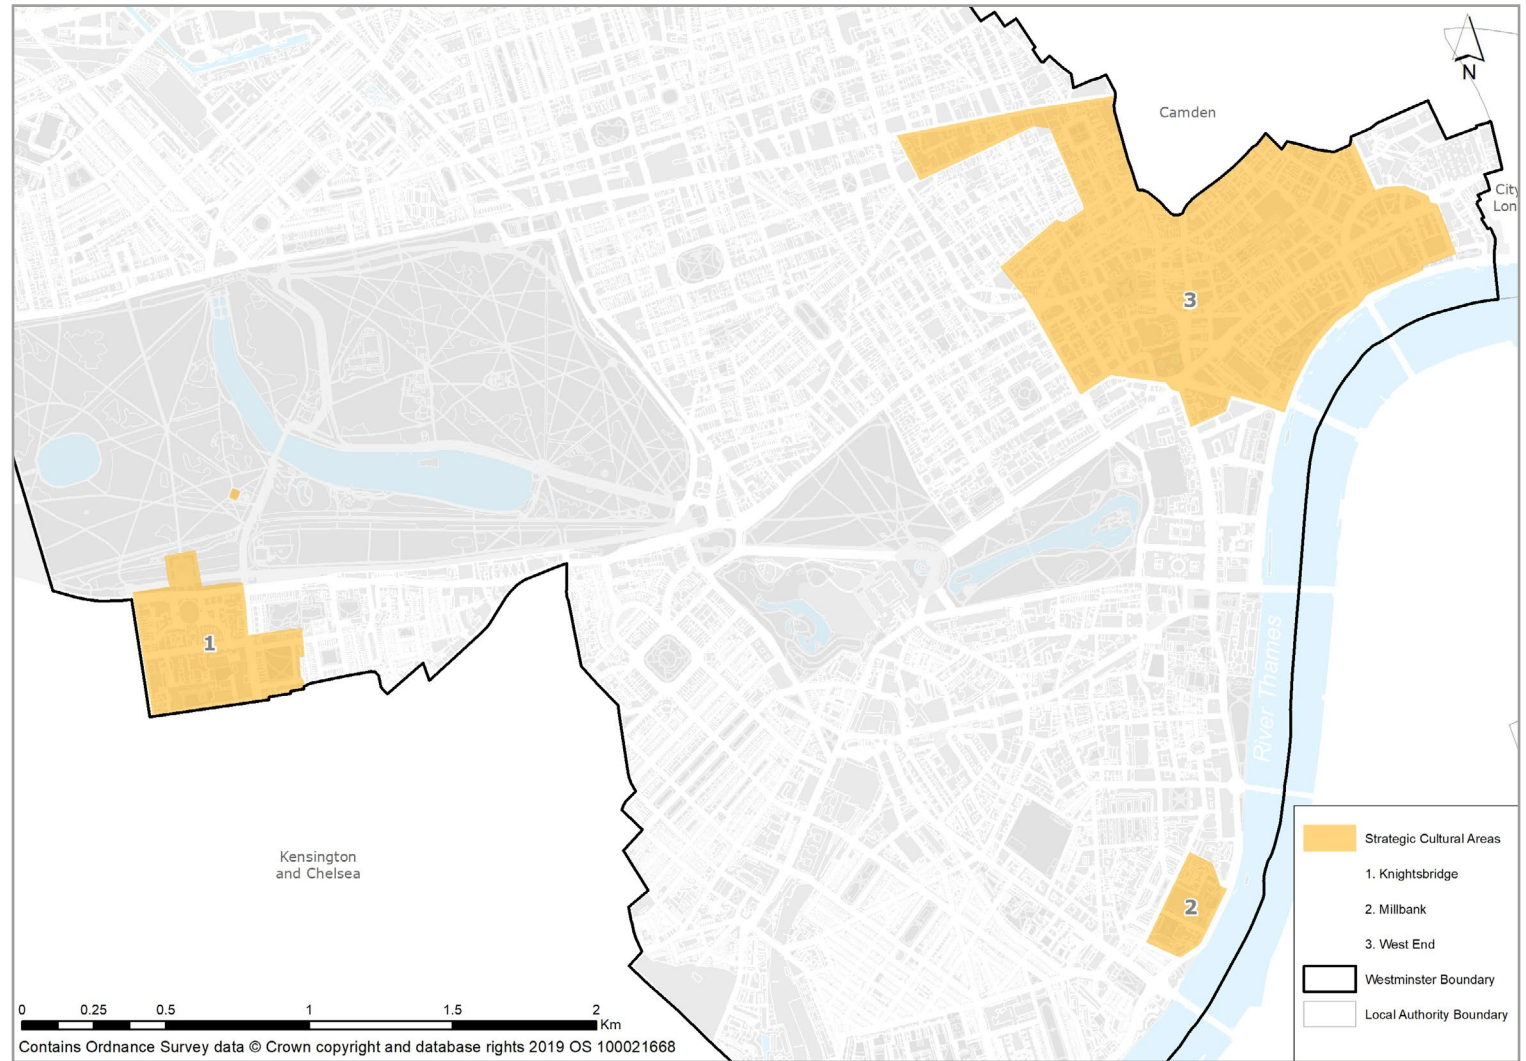 N
Camden
City
Lon
3
1
River Thames
Kensington
and Chelsea
2
Strategic Cultural Areas
1. Knightsbridge
2. Millbank
3. West End
Westminster Boundary
Local Authority Boundary
0 0.25 0.5 1 1.5 2
Km
Contains Ordnance Survey data © Crown copyright and database rights 2019 OS 100021668